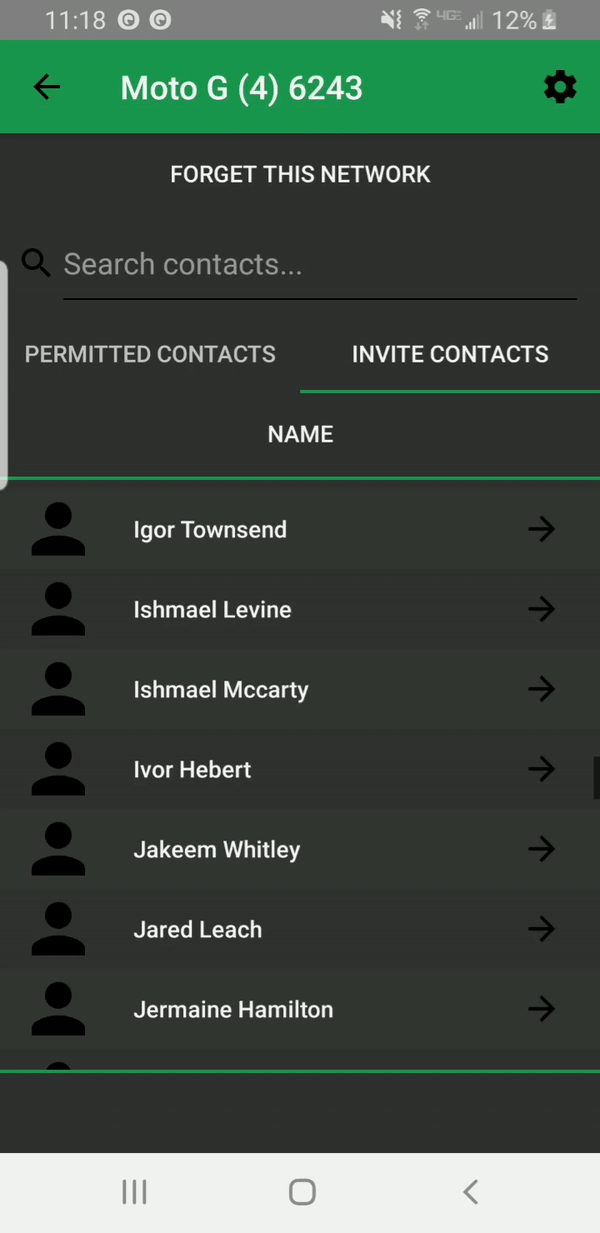 11:18 4GE 12%
Moto G (4) 6243
FORGET THIS NETWORK
Search contacts...
PERMITTED CONTACTS INVITE CONTACTS
NAME
Igor Townsend
Ishmael Levine
Ishmael Mccarty
Ivor Hebert
Jakeem Whitley
Jared Leach
Jermaine Hamilton